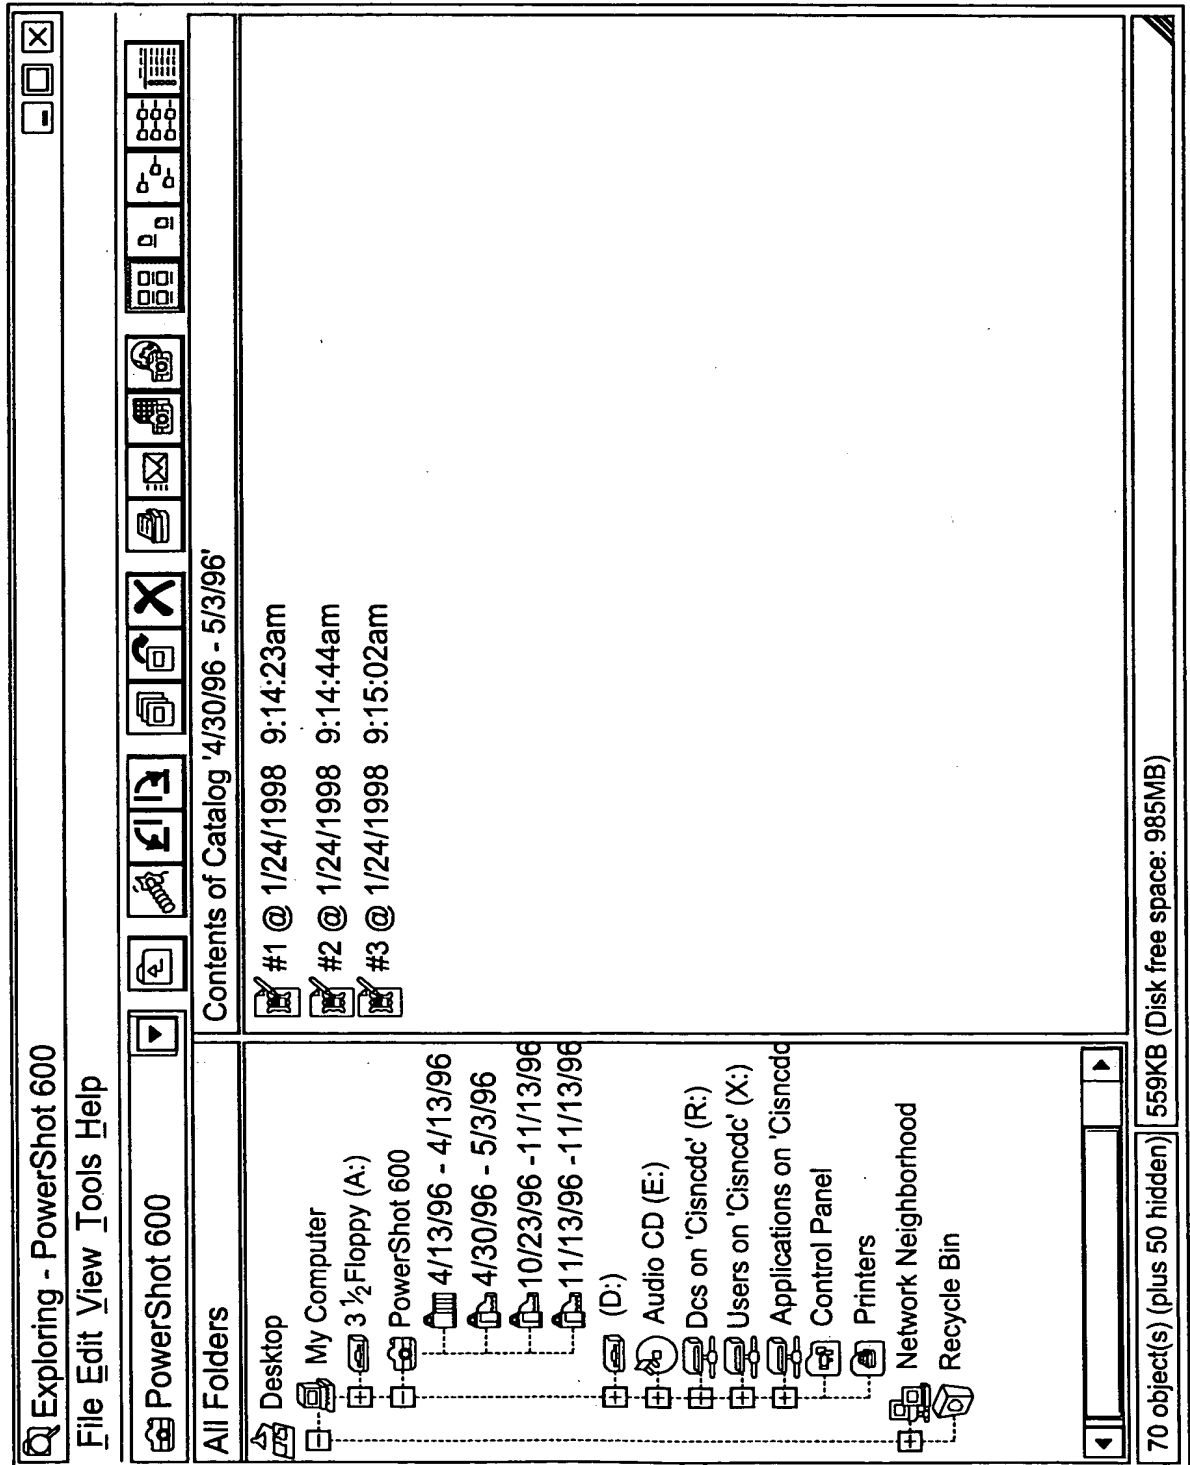 Exploring - PowerShot 600
File Edit View Tools Help
PowerShot 600
All Folders
Contents of Catalog '4/30/96 - 5/3/96'
Desktop
My Computer
3 ½ Floppy (A:)
PowerShot 600
4/13/96 - 4/13/96
4/30/96 - 5/3/96
10/23/96 -11/13/96
11/13/96 -11/13/96
(D:)
Audio CD (E:)
Dcs on 'Cisncdc' (R:)
Users on 'Cisncdc' (X:)
Applications on 'Cisncdc
Control Panel
Printers
Network Neighborhood
Recycle Bin
#1 @ 1/24/1998 9:14:23am
#2 @ 1/24/1998 9:14:44am
#3 @ 1/24/1998 9:15:02am
70 object(s) (plus 50 hidden)
559KB (Disk free space: 985MB)